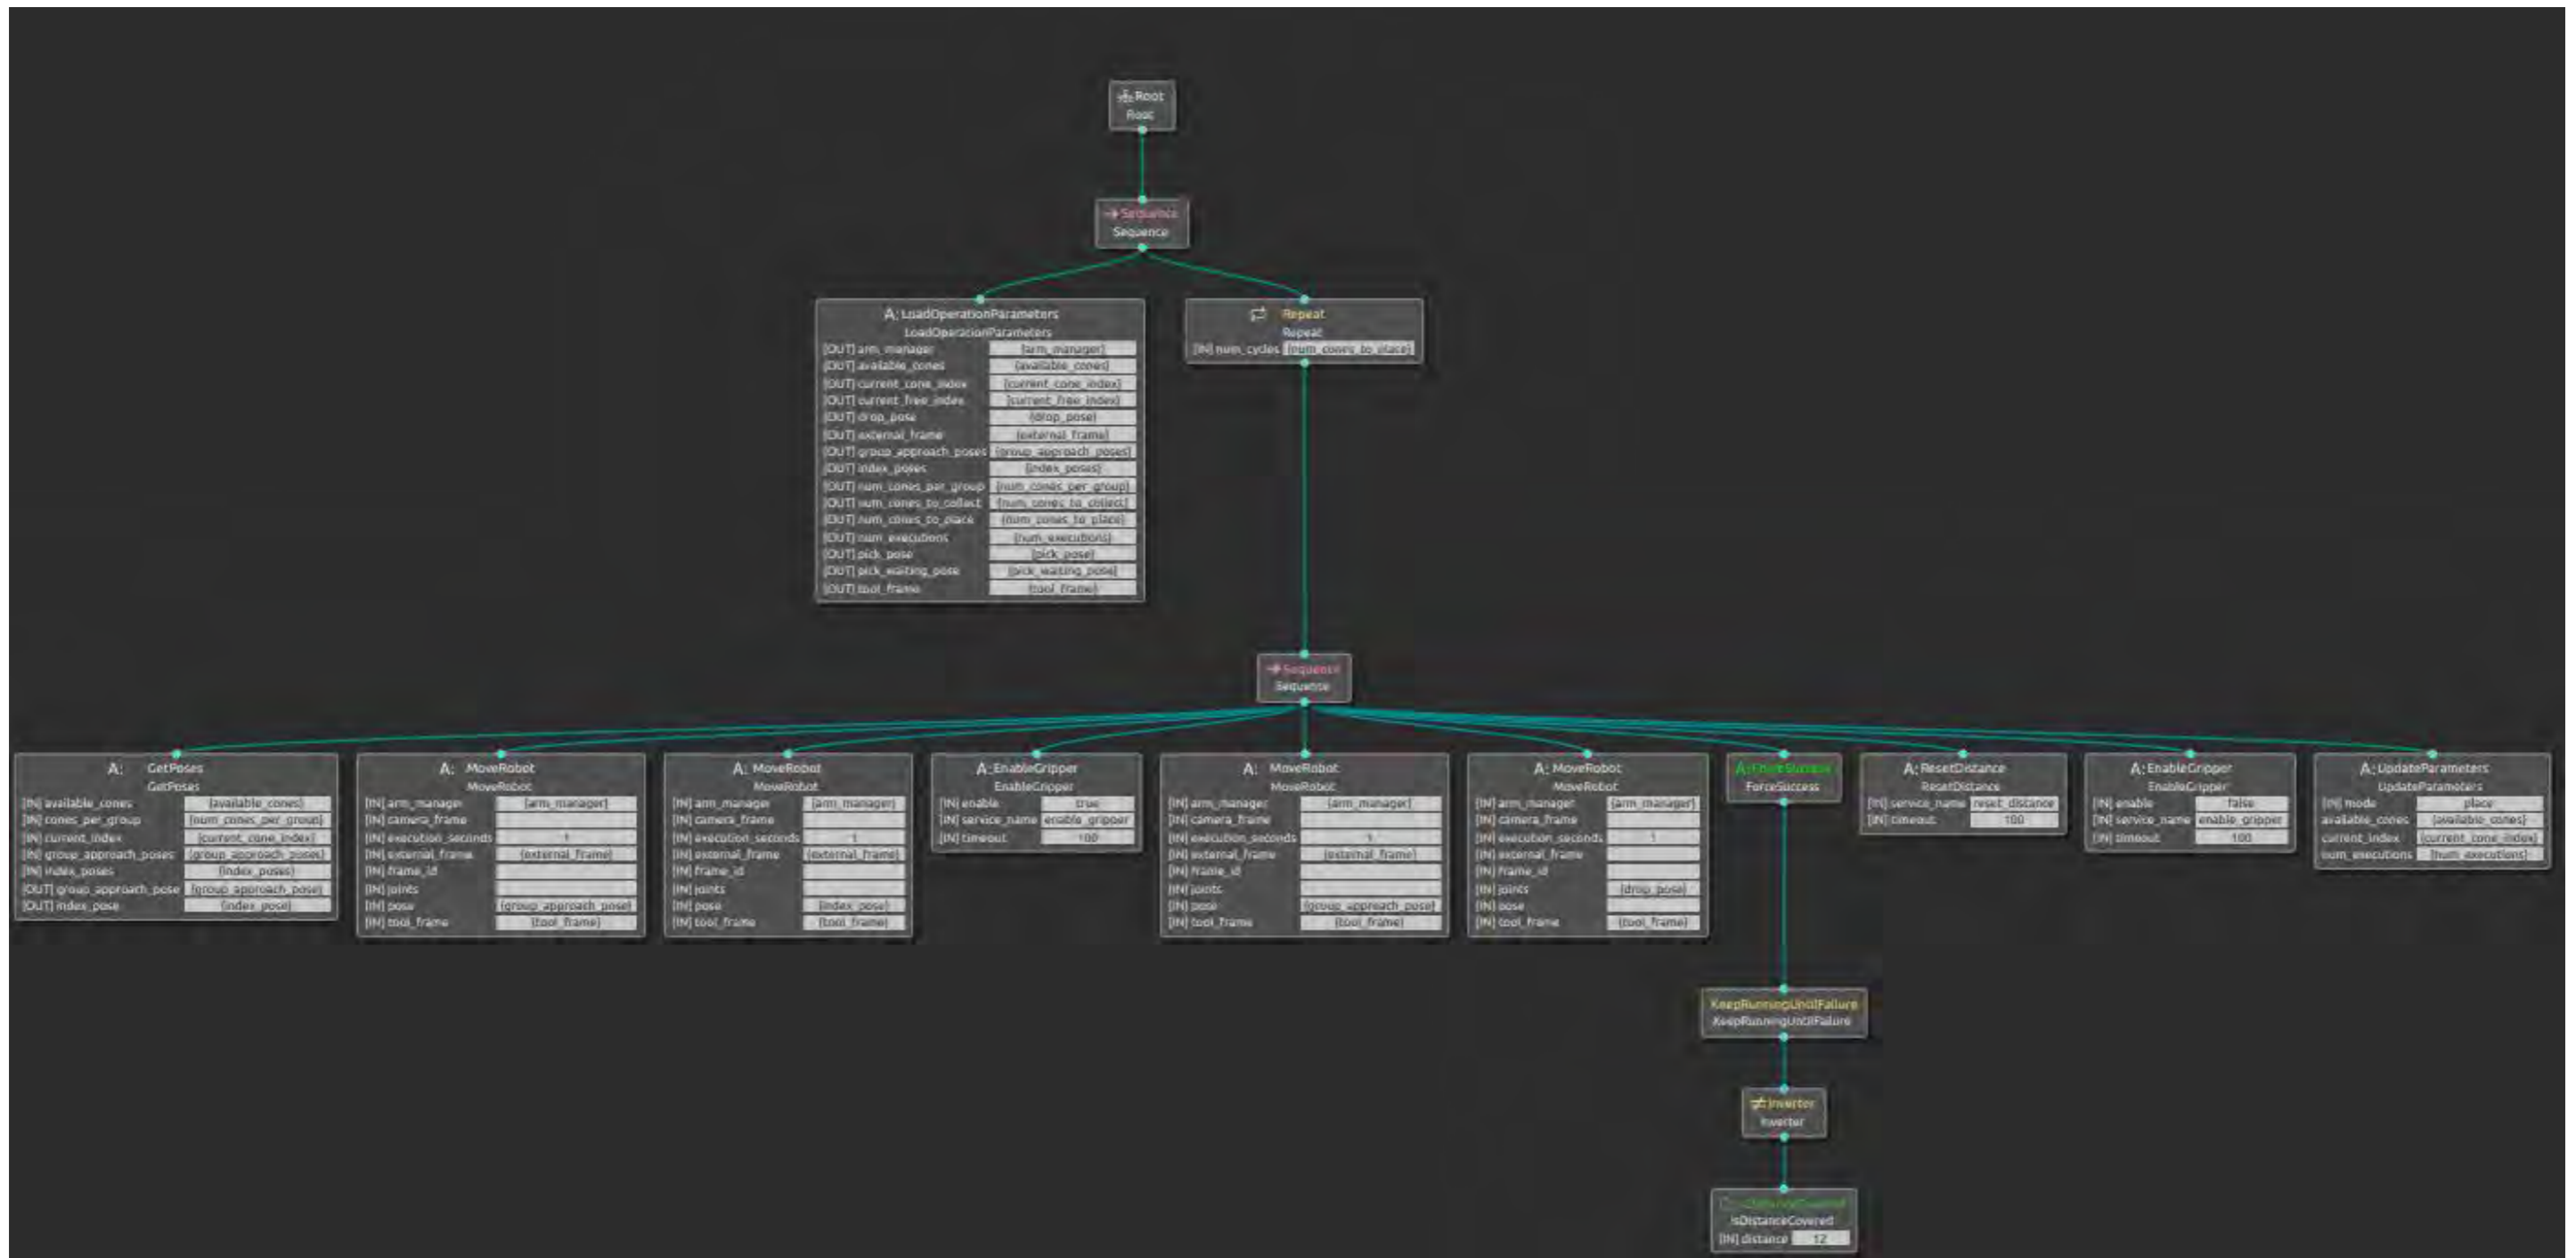 Root
Root
Sequence
Sequence
A: LoadOperationParameters
LoadOperationParameters
[OUT] arm_manager {arm_manager}
[OUT] available_cones {available_cones}
[OUT] current_cone_index {current_cone_index}
[OUT] current_free_index {current_free_index}
[OUT] drop_pose {drop_pose}
[OUT] external_frame {external_frame}
[OUT] group_approach_poses {group_approach_poses}
[OUT] index_poses {index_poses}
[OUT] num_cones_per_group {num_cones_per_group}
[OUT] num_cones_to_collect {num_cones_to_collect}
[OUT] num_cones_to_place {num_cones_to_place}
[OUT] num_executions {num_executions}
[OUT] pick_pose {pick_pose}
[OUT] pick_waiting_pose {pick_waiting_pose}
[OUT] tool_frame {tool_frame}
Repeat
Repeat
[IN] num_cycles {num_cones_to_place}
Sequence
Sequence
A: GetPoses
GetPoses
[IN] available_cones {available_cones}
[IN] cones_per_group {num_cones_per_group}
[IN] current_index {current_cone_index}
[IN] group_approach_poses {group_approach_poses}
[IN] index_poses {index_poses}
[OUT] group_approach_pose {group_approach_pose}
[OUT] index_pose {index_pose}
A: MoveRobot
MoveRobot
[IN] arm_manager {arm_manager}
[IN] camera_frame
[IN] execution_seconds 1
[IN] external_frame {external_frame}
[IN] frame_id
[IN] joints
[IN] pose {group_approach_pose}
[IN] tool_frame {tool_frame}
A: MoveRobot
MoveRobot
[IN] arm_manager {arm_manager}
[IN] camera_frame
[IN] execution_seconds 1
[IN] external_frame {external_frame}
[IN] frame_id
[IN] joints
[IN] pose {index_pose}
[IN] tool_frame {tool_frame}
A: EnableGripper
EnableGripper
[IN] enable true
[IN] service_name enable_gripper
[IN] timeout 100
A: MoveRobot
MoveRobot
[IN] arm_manager {arm_manager}
[IN] camera_frame
[IN] execution_seconds 1
[IN] external_frame {external_frame}
[IN] frame_id
[IN] joints
[IN] pose {group_approach_pose}
[IN] tool_frame {tool_frame}
A: MoveRobot
MoveRobot
[IN] arm_manager {arm_manager}
[IN] camera_frame
[IN] execution_seconds 1
[IN] external_frame
[IN] frame_id
[IN] joints {drop_pose}
[IN] pose
[IN] tool_frame {tool_frame}
A: ForceSuccess
ForceSuccess
KeepRunningUntilFailure
KeepRunningUntilFailure
Inverter
Inverter
IsDistanceCovered
IsDistanceCovered
[IN] distance 12
A: ResetDistance
ResetDistance
[IN] service_name reset_distance
[IN] timeout 100
A: EnableGripper
EnableGripper
[IN] enable false
[IN] service_name enable_gripper
[IN] timeout 100
A: UpdateParameters
UpdateParameters
[IN] mode place
available_cones {available_cones}
current_index {current_cone_index}
num_executions {num_executions}